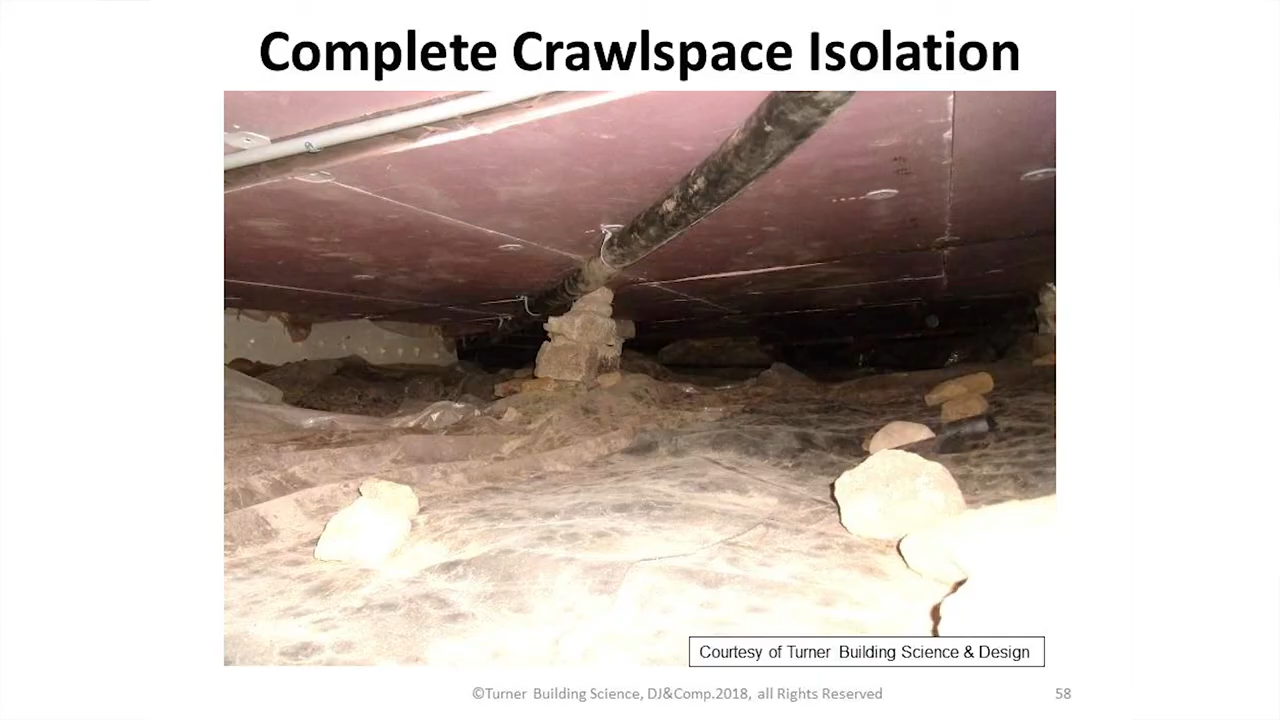 Complete Crawlspace Isolation
Courtesy of Turner Building Science & Design
©Turner Building Science, DJ&Comp.2018, all Rights Reserved
58